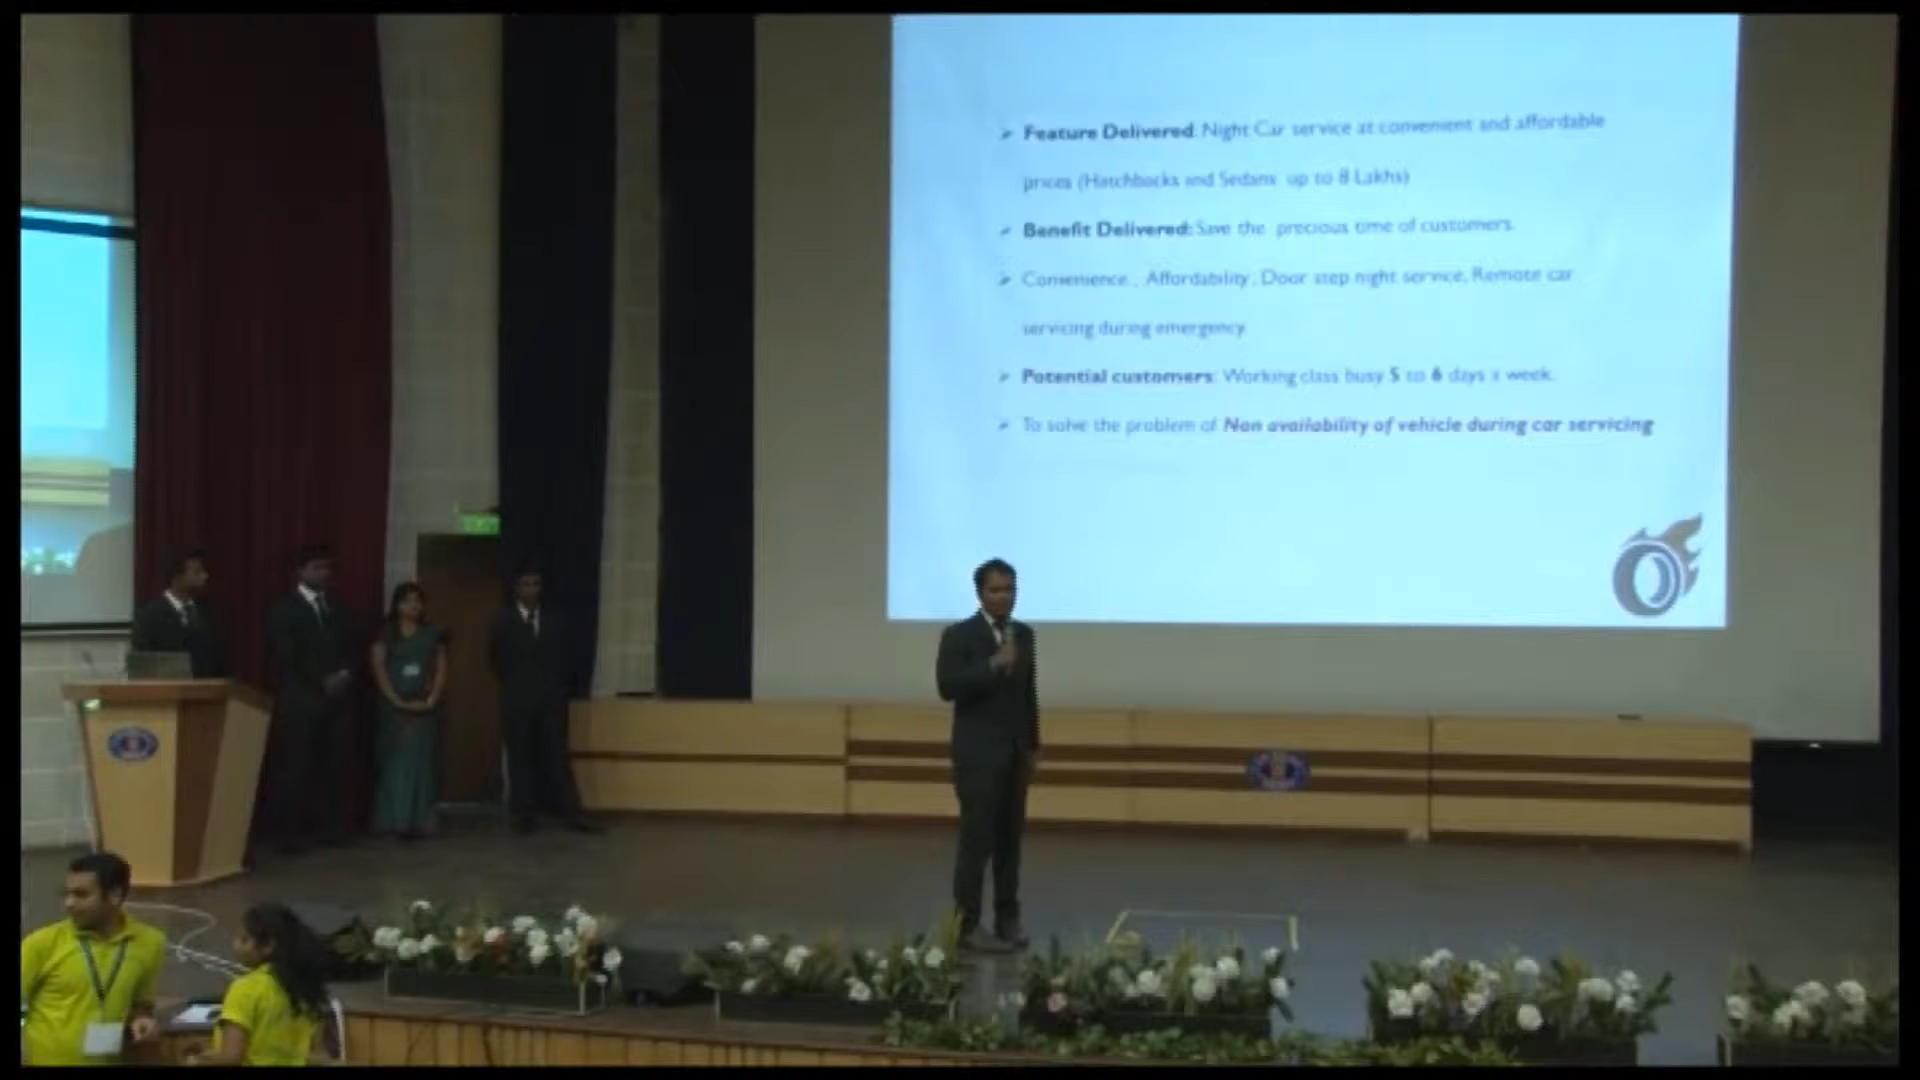 Feature Delivered: Night Car service at convenient and affordable
prices (Hatchbacks and Sedans up to 8 Lakhs)
Benefit Delivered: Save the precious time of customers.
Convenience, Affordability, Door step night service, Remote car
servicing during emergency
Potential customers: Working class busy 5 to 6 days a week.
To solve the problem of Non availability of vehicle during car servicing